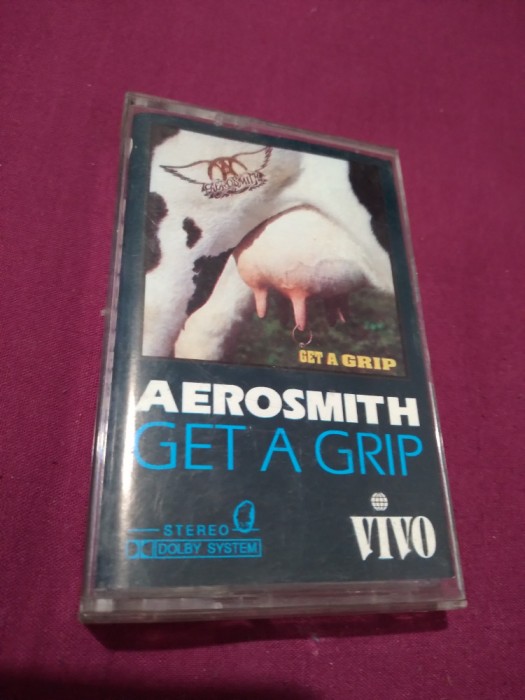 AEROSMITH
GET A GRIP
AEROSMITH
GET A GRIP
STEREO
DOLBY SYSTEM
VIVO